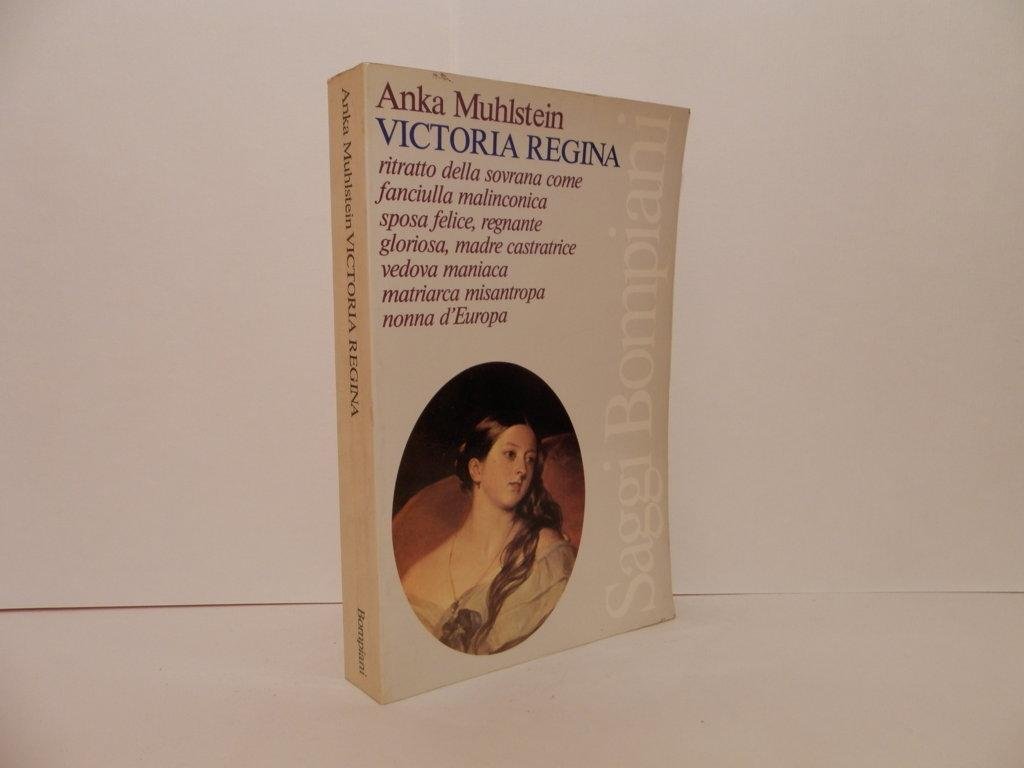 Anka Muhlstein
VICTORIA REGINA
ritratto della sovrana come
fanciulla malinconica
sposa felice, regnante
gloriosa, madre castratrice
vedova maniaca
matriarca misantropa
nonna d'Europa
Saggi Bompiani
Anka Muhlstein VICTORIA REGINA
Bompiani